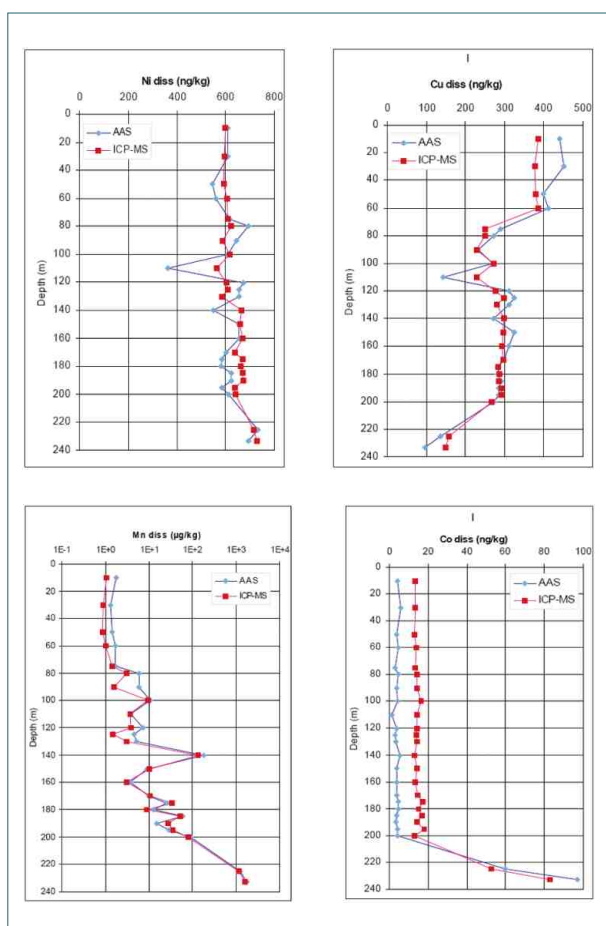 Ni diss (ng/kg)
0 200 400 600 800
0
20
40
60
80
100
120
140
160
180
200
220
240
Depth (m)
AAS
ICP-MS
I
Cu diss (ng/kg)
0 100 200 300 400 500
0
20
40
60
80
100
120
140
160
180
200
220
240
Depth (m)
AAS
ICP-MS
Mn diss (µg/kg)
1E-1 1E+0 1E+1 1E+2 1E+3 1E+4
0
20
40
60
80
100
120
140
160
180
200
220
240
Depth (m)
AAS
ICP-MS
I
Co diss (ng/kg)
0 20 40 60 80 100
0
20
40
60
80
100
120
140
160
180
200
220
240
Depth (m)
AAS
ICP-MS